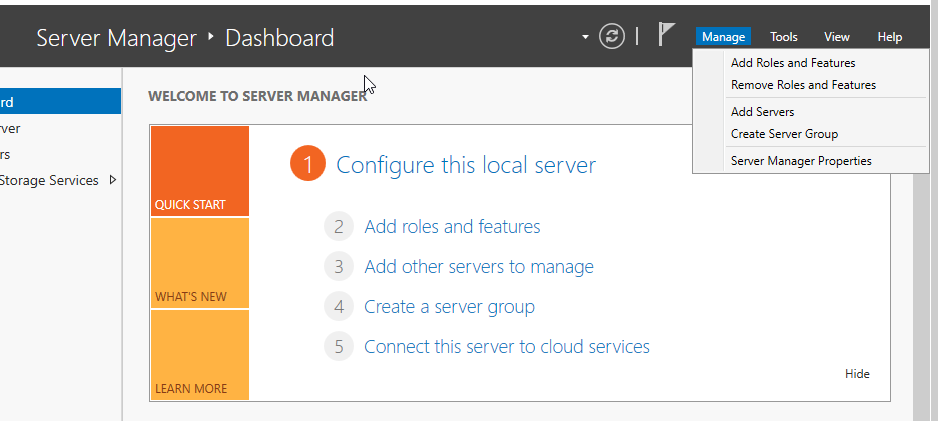 Server Manager ‣ Dashboard
Manage Tools View Help
Add Roles and Features
Remove Roles and Features
Add Servers
Create Server Group
Server Manager Properties
rd
ver
rs
Storage Services
WELCOME TO SERVER MANAGER
QUICK START
WHAT'S NEW
LEARN MORE
1 Configure this local server
2 Add roles and features
3 Add other servers to manage
4 Create a server group
5 Connect this server to cloud services
Hide